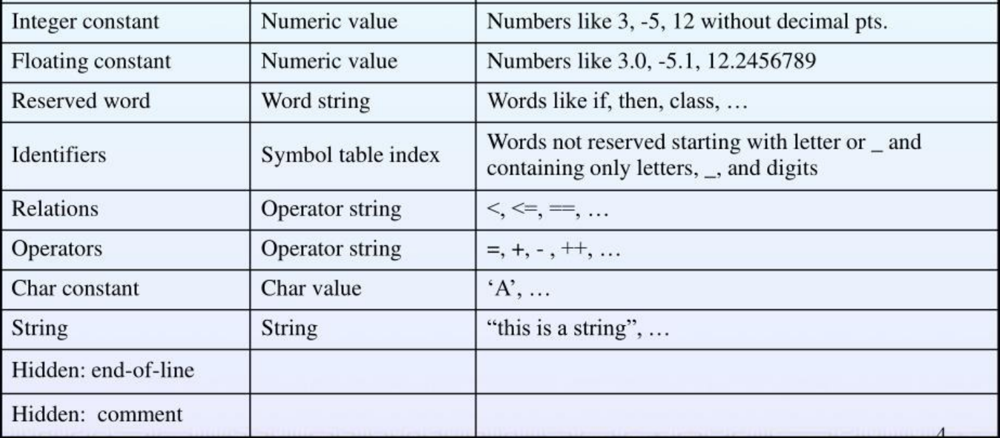 Integer constant Numeric value Numbers like 3, -5, 12 without decimal pts.
Floating constant Numeric value Numbers like 3.0, -5.1, 12.2456789
Reserved word Word string Words like if, then, class, …
Identifiers Symbol table index Words not reserved starting with letter or _ and
containing only letters, _, and digits
Relations Operator string <, <=, ==, …
Operators Operator string =, +, - , ++, …
Char constant Char value ‘A’, …
String String “this is a string”, …
Hidden: end-of-line
Hidden: comment
4